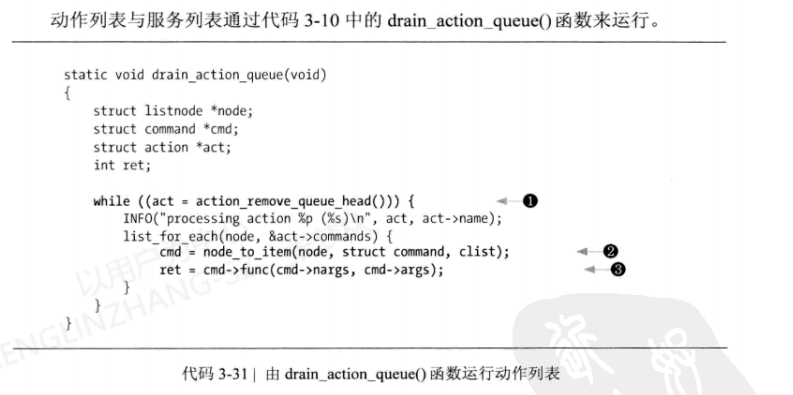 动作列表与服务列表通过代码 3-10 中的 drain_action_queue()函数来运行。
static void drain_action_queue(void)
{
    struct listnode *node;
    struct command *cmd;
    struct action *act;
    int ret;
    while ((act = action_remove_queue_head())) { ❶
        INFO("processing action %p (%s)\n", act, act->name);
        list_for_each(node, &act->commands) {
            cmd = node_to_item(node, struct command, clist); ❷
            ret = cmd->func(cmd->nargs, cmd->args); ❸
        }
    }
}
代码 3-31 | 由 drain_action_queue()函数运行动作列表